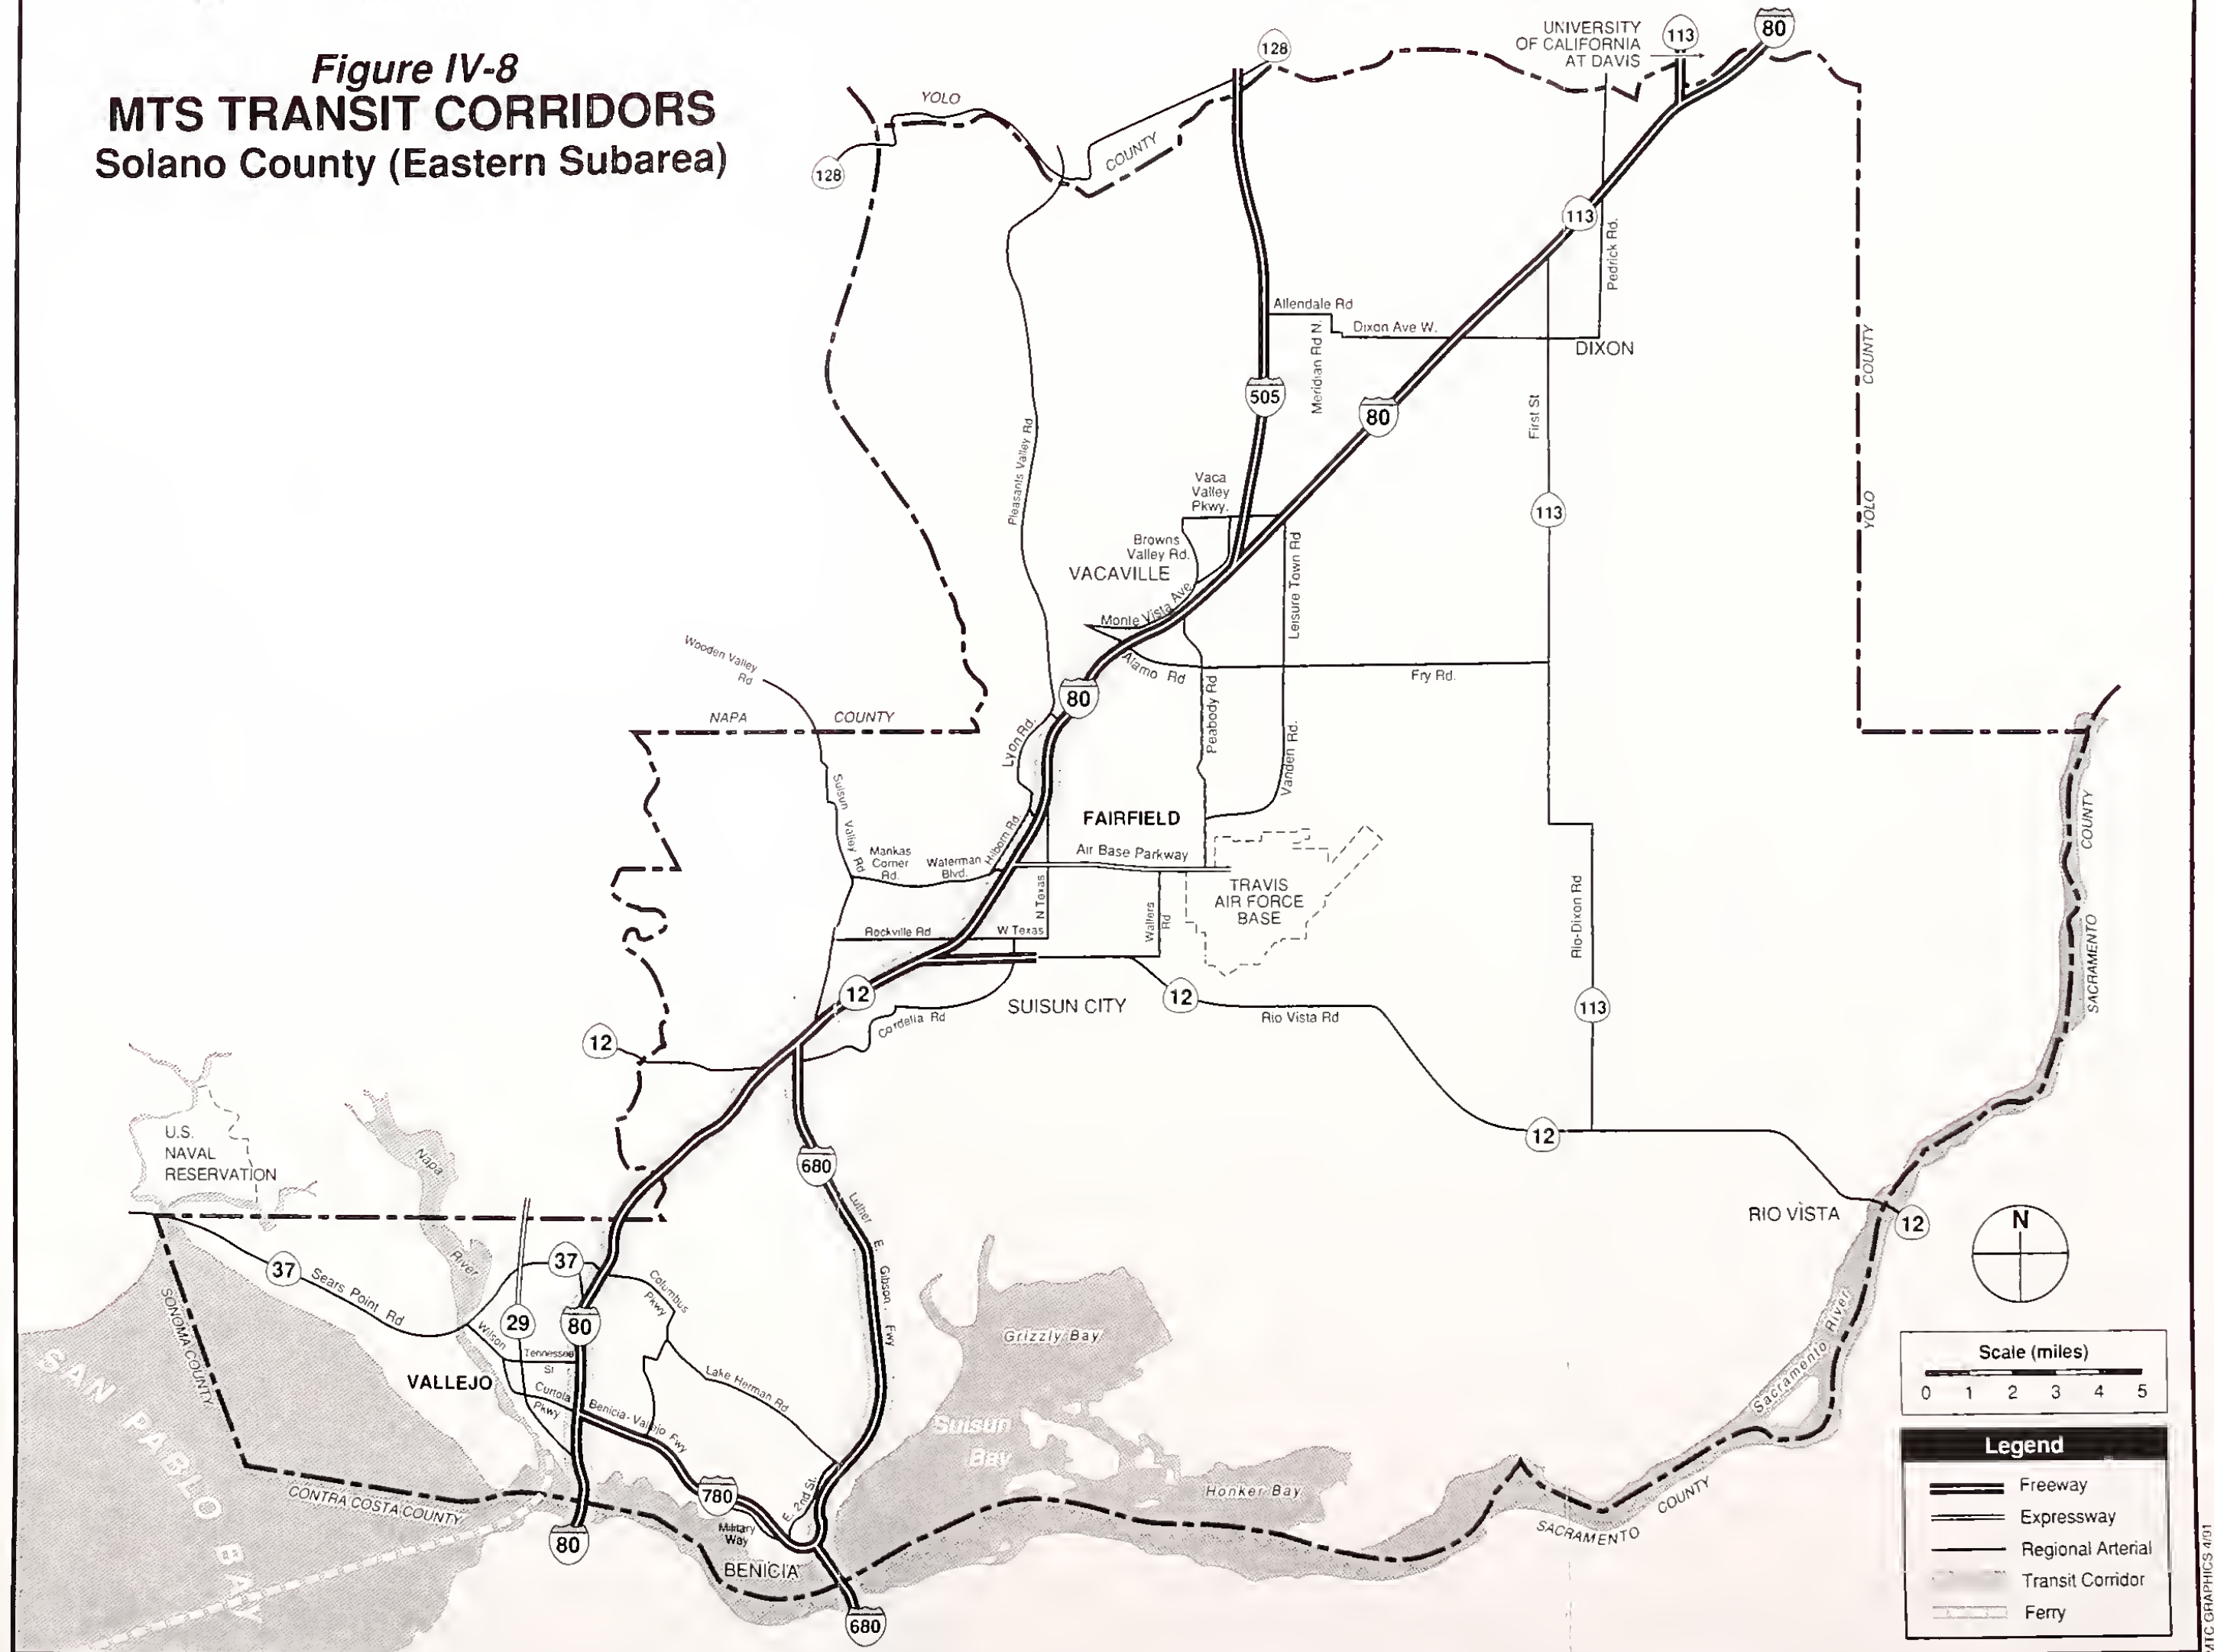 Figure IV-8
MTS TRANSIT CORRIDORS
Solano County (Eastern Subarea)
UNIVERSITY
OF CALIFORNIA
AT DAVIS
113
80
128
YOLO
COUNTY
128
113
Pedrick Rd.
Allendale Rd
Meridian Rd N.
Dixon Ave W.
DIXON
COUNTY
YOLO
505
80
First St
113
Pleasants Valley Rd
Vaca
Valley
Pkwy.
Browns
Valley Rd.
VACAVILLE
Leisure Town Rd
Monte Vista Ave
Alamo Rd
Fry Rd.
Peabody Rd
Vanden Rd.
80
Wooden Valley
Rd
NAPA COUNTY
Lyon Rd.
Suisun Valley Rd
FAIRFIELD
Hilborn Rd.
Mankas
Corner
Rd.
Waterman
Blvd.
Air Base Parkway
TRAVIS
AIR FORCE
BASE
N Texas
Walters
Rd
Rockville Rd
W Texas
Rio-Dixon Rd
COUNTY
SACRAMENTO
12
SUISUN CITY
12
Cordelia Rd
Rio Vista Rd
113
12
12
U.S.
NAVAL
RESERVATION
Napa
River
680
Luther E. Gibson Fwy
RIO VISTA
12
N
37
Sears Point Rd
SONOMA COUNTY
37
Columbus
Pkwy
29
80
Wilson
Tennessee
St
VALLEJO
Curtola
Pkwy
Benicia-Vallejo Fwy
Lake Herman Rd
Grizzly Bay
Suisun
Bay
Honker Bay
Sacramento River
SAN PABLO BAY
CONTRA COSTA COUNTY
780
E. 2nd St.
Military
Way
80
BENICIA
680
SACRAMENTO COUNTY
Scale (miles)
0 1 2 3 4 5
Legend
Freeway
Expressway
Regional Arterial
Transit Corridor
Ferry
MTC GRAPHICS 4/91